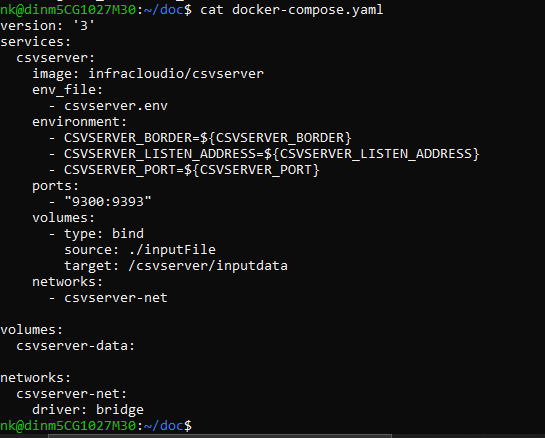 nk@dinm5CG1027M30:~/doc$ cat docker-compose.yaml
version: '3'
services:
  csvserver:
    image: infracloudio/csvserver
    env_file:
      - csvserver.env
    environment:
      - CSVSERVER_BORDER=${CSVSERVER_BORDER}
      - CSVSERVER_LISTEN_ADDRESS=${CSVSERVER_LISTEN_ADDRESS}
      - CSVSERVER_PORT=${CSVSERVER_PORT}
    ports:
      - "9300:9393"
    volumes:
      - type: bind
        source: ./inputFile
        target: /csvserver/inputdata
    networks:
      - csvserver-net

volumes:
  csvserver-data:

networks:
  csvserver-net:
    driver: bridge
nk@dinm5CG1027M30:~/doc$